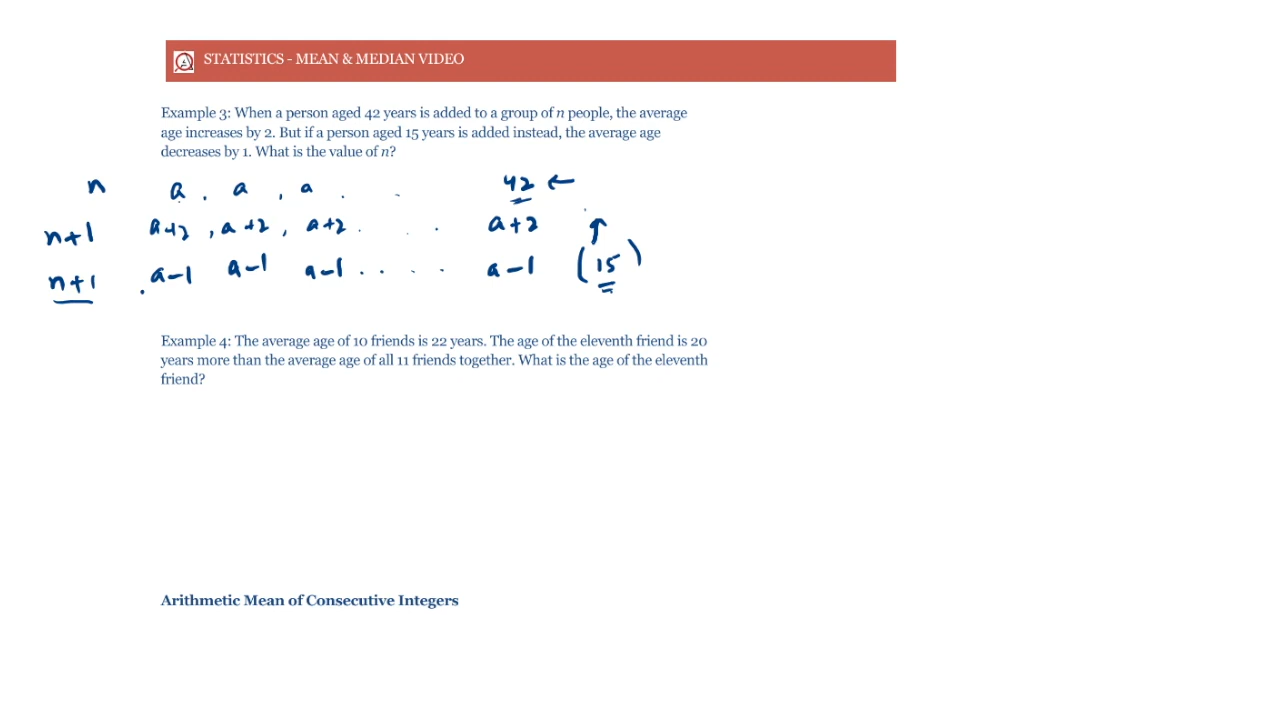 STATISTICS - MEAN & MEDIAN VIDEO
Example 3: When a person aged 42 years is added to a group of n people, the average
age increases by 2. But if a person aged 15 years is added instead, the average age
decreases by 1. What is the value of n?
n a, a, a . . 42 ←
n+1 a+2, a+2, a+2 . . . a+2 ↑
n+1 a-1 a-1 a-1 . . . . a-1 (15)
Example 4: The average age of 10 friends is 22 years. The age of the eleventh friend is 20
years more than the average age of all 11 friends together. What is the age of the eleventh
friend?
Arithmetic Mean of Consecutive Integers